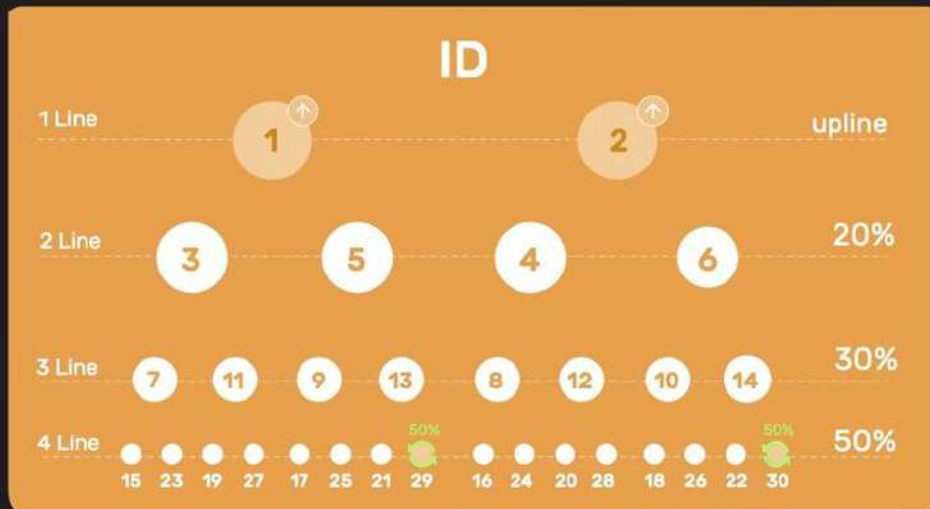 ID
1 Line 1 2 upline
2 Line 3 5 4 6 20%
3 Line 7 11 9 13 8 12 10 14 30%
50% 50%
4 Line 50%
15 23 19 27 17 25 21 29 16 24 20 28 18 26 22 30